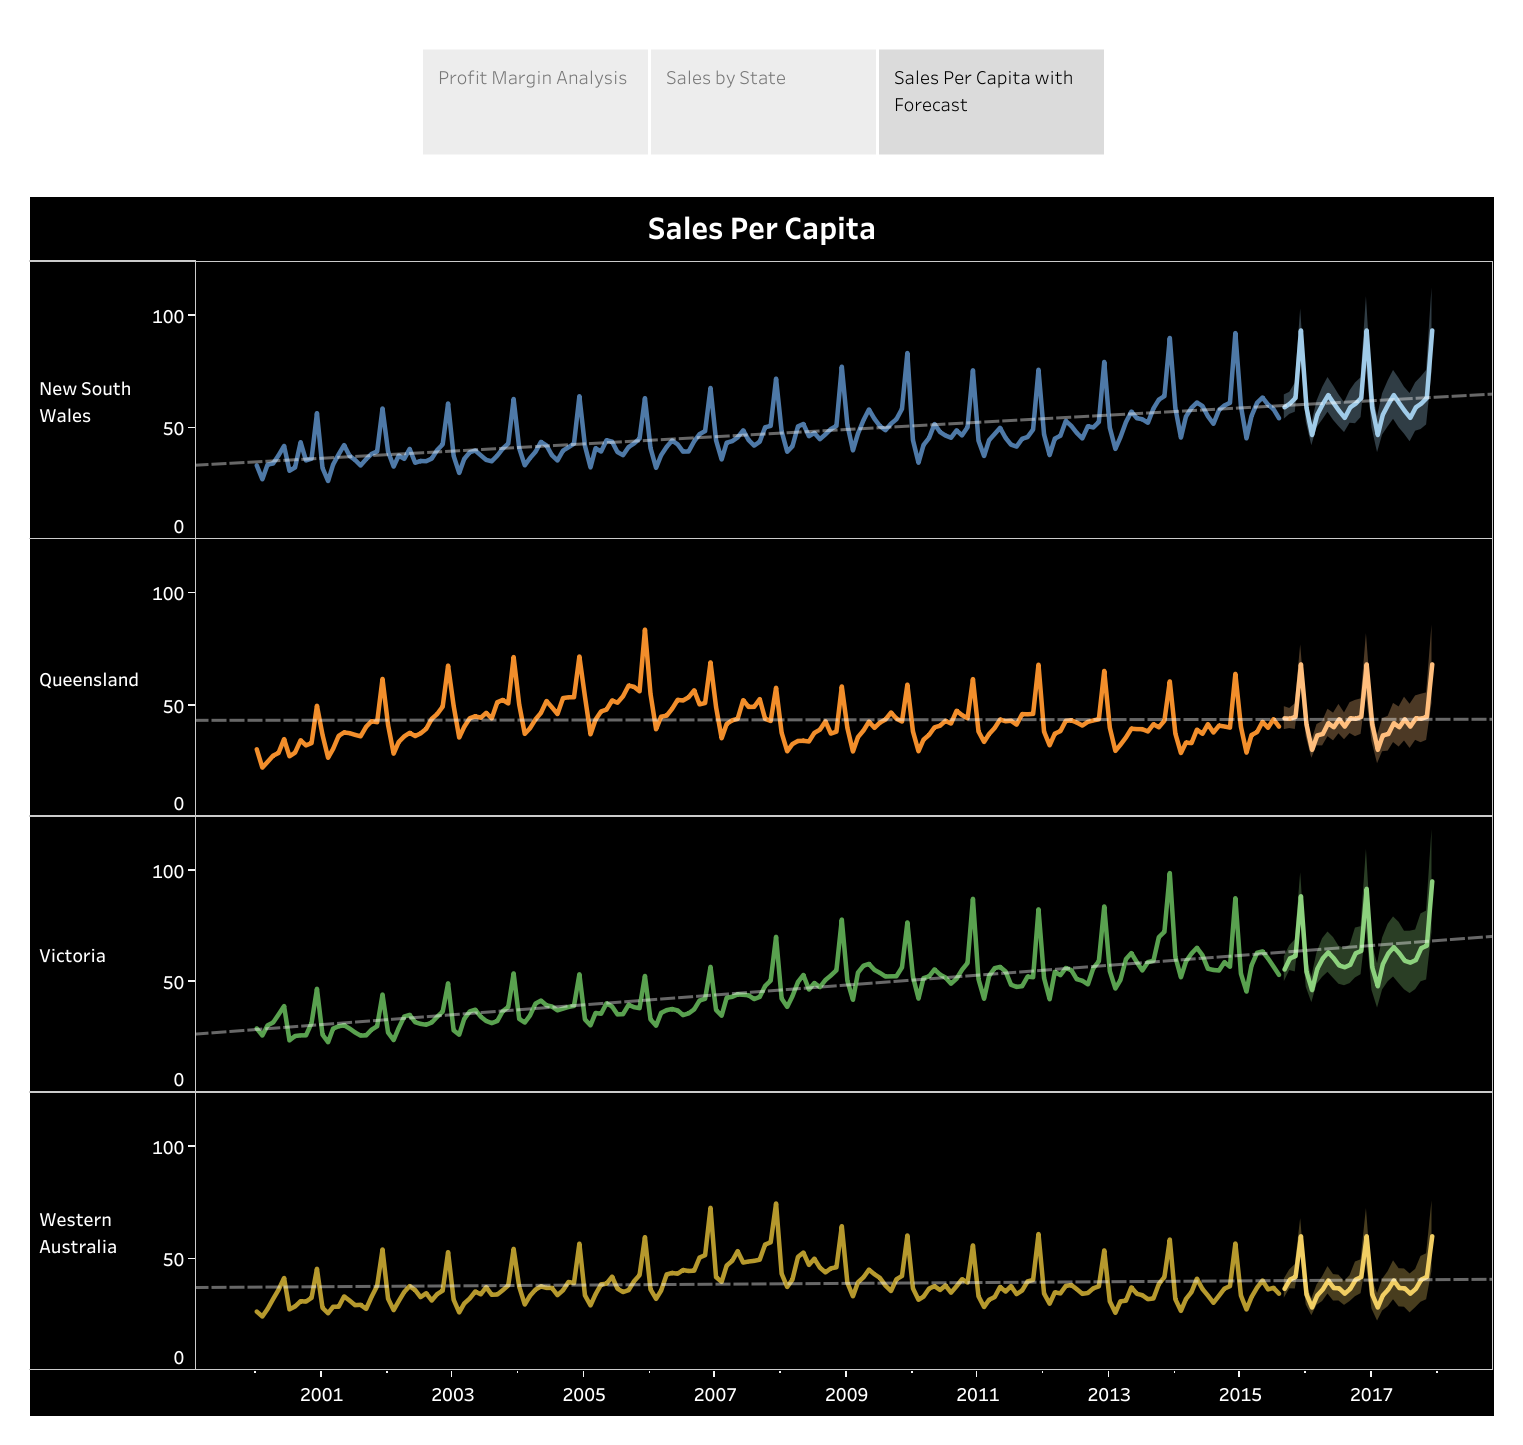 Profit Margin Analysis
Sales by State
Sales Per Capita with
Forecast
Sales Per Capita
New South
Wales
100
50
0
Queensland
100
50
0
Victoria
100
50
0
Western
Australia
100
50
0
2001
2003
2005
2007
2009
2011
2013
2015
2017